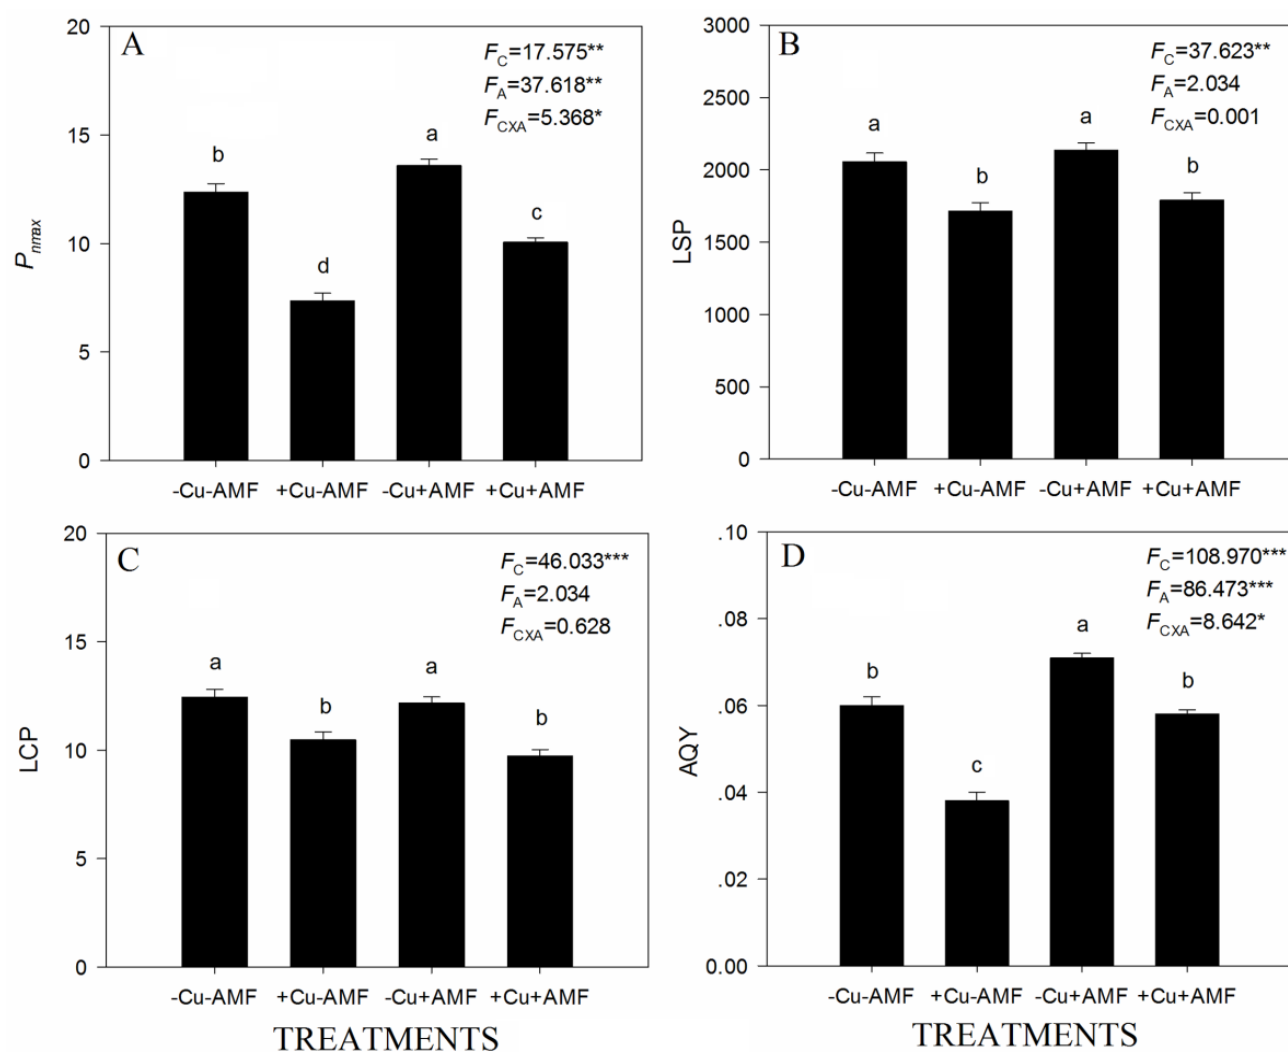 A
F_C=17.575**
F_A=37.618**
F_CXA=5.368*
20
15
10
5
0
P_nmax
b
d
a
c
-Cu-AMF +Cu-AMF -Cu+AMF +Cu+AMF
B
F_C=37.623**
F_A=2.034
F_CXA=0.001
3000
2500
2000
1500
1000
500
0
LSP
a
b
a
b
-Cu-AMF +Cu-AMF -Cu+AMF +Cu+AMF
C
F_C=46.033***
F_A=2.034
F_CXA=0.628
20
15
10
5
0
LCP
a
b
a
b
-Cu-AMF +Cu-AMF -Cu+AMF +Cu+AMF
TREATMENTS
D
F_C=108.970***
F_A=86.473***
F_CXA=8.642*
.10
.08
.06
.04
.02
0.00
AQY
b
c
a
b
-Cu-AMF +Cu-AMF -Cu+AMF +Cu+AMF
TREATMENTS